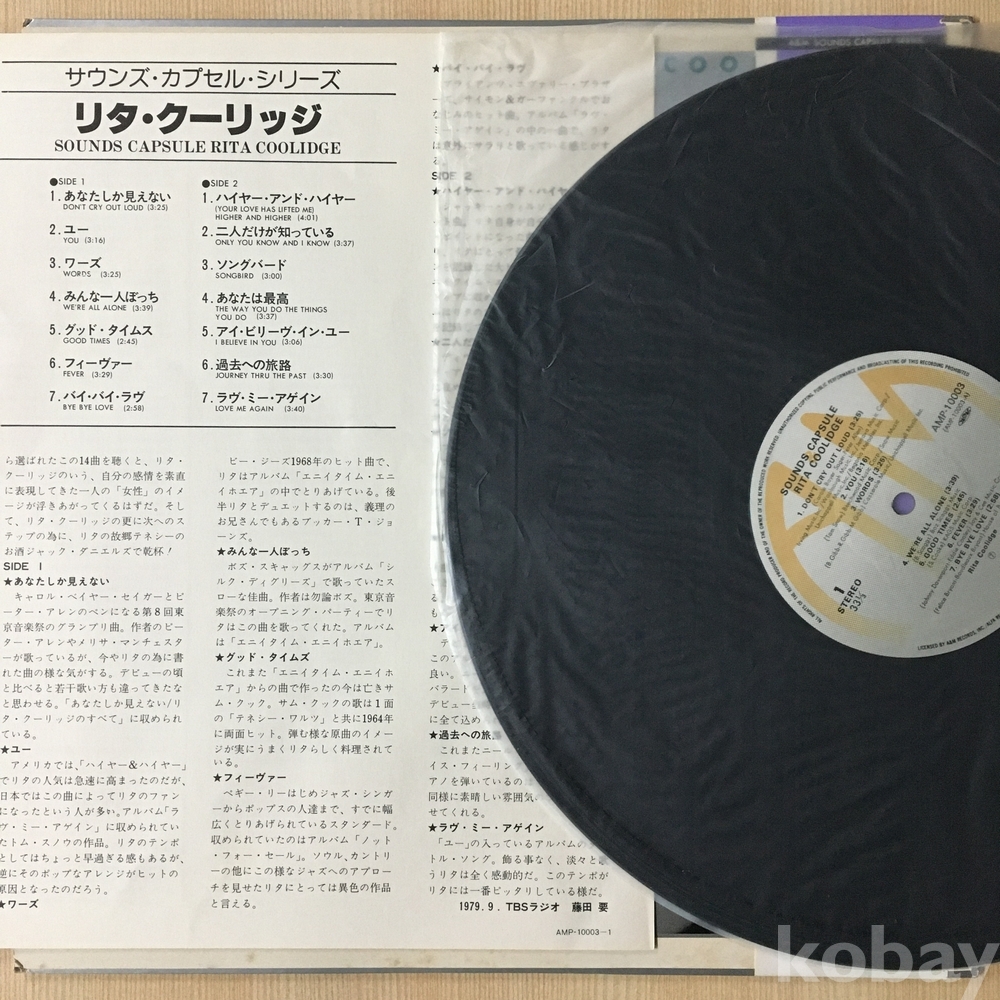 サウンズ・カプセル・シリーズ
リタ・クーリッジ
SOUNDS CAPSULE RITA COOLIDGE
●SIDE 1
1.あなたしか見えない
DON'T CRY OUT LOUD (3:25)
2.ユー
YOU (3:16)
3.ワーズ
WORDS (3:25)
4.みんな一人ぼっち
WE'RE ALL ALONE (3:39)
5.グッド・タイムス
GOOD TIMES (2:45)
6.フィーヴァー
FEVER (3:29)
7.バイ・バイ・ラヴ
BYE BYE LOVE (2:58)
●SIDE 2
1.ハイヤー・アンド・ハイヤー
(YOUR LOVE HAS LIFTED ME)
HIGHER AND HIGHER (4:01)
2.二人だけが知っている
ONLY YOU KNOW AND I KNOW (3:37)
3.ソングバード
SONGBIRD (3:00)
4.あなたは最高
THE WAY YOU DO THE THINGS
YOU DO (3:37)
5.アイ・ビリーヴ・イン・ユー
I BELIEVE IN YOU (3:06)
6.過去への旅路
JOURNEY THRU THE PAST (3:30)
7.ラヴ・ミー・アゲイン
LOVE ME AGAIN (3:40)
ら選ばれたこの14曲を聴くと、リタ・
クーリッジのいう、自分の感情を素直
に表現してきた一人の「女性」のイメ
ージが浮きあがってくるはずだ。そし
て、リタ・クーリッジの更に次へのス
テップの為に、リタの故郷テネシーの
お酒ジャック・ダニエルズで乾杯!
SIDE 1
★あなたしか見えない
キャロル・ベイヤー・セイガーとピ
ーター・アレンのペンになる第8回東
京音楽祭のグランプリ曲。作者のピー
ター・アレンやメリサ・マンチェスタ
ーが歌っているが、今やリタの為に書
れた曲の様な気がする。デビューの頃
と比べると若干歌い方も違ってきたな
と思わせる。「あなたしか見えない/リ
タ・クーリッジのすべて」に収められ
ている。
★ユー
アメリカでは、「ハイヤー&ハイヤー」
でリタの人気は急速に高まったのだが、
日本ではこの曲によってリタのファン
になったという人が多い。アルバム「ラ
ヴ・ミー・アゲイン」に収められてい
たトム・スノウの作品。リタのテンポ
としてはちょっと早過ぎる感もあるが、
逆にそのポップなアレンジがヒットの
原因となったのだろう。
★ワーズ
ビー・ジーズ1968年のヒット曲で、
リタはアルバム「エニイタイム・エニ
イホエア」の中でとりあげている。後
半リタとデュエットするのは、義理の
お兄さんでもあるブッカー・T・ジョ
ーンズ。
★みんな一人ぼっち
ボズ・スキャッグスがアルバム「シ
ルク・ディグリーズ」で歌っていたス
ローな佳曲。作者は勿論ボズ。東京音
楽祭のオープニング・パーティーでリ
タはこの曲を歌ってくれた。アルバム
は「エニイタイム・エニイホエア」。
★グッド・タイムズ
これまた「エニイタイム・エニイホ
エア」からの曲で作ったの今は亡きサ
ム・クック。サム・クックの歌は1面
の「テネシー・ワルツ」と共に1964年
に両面ヒット。弾む様な原曲のイメー
ジが実にうまくリタらしく料理されて
いる。
★フィーヴァー
ペギー・リーはじめジャズ・シンガ
ーからポップスの人達まで、すでに幅
広くとりあげられているスタンダード。
収められていたのはアルバム「ノット
・フォー・セール」。ソウル、カントリ
ーの他にこの様なジャズへのアプロー
チを見せたリタにとっては異色の作品
と言える。
★バイ・バイ・ラヴ
SIDE 2
★ハイヤー・アンド・ハイヤ
★過去への旅
これまたニー
イス・フィーリン
アノを弾いているの
同様に素晴しい雰囲気
せてくれる。
★ラヴ・ミー・アゲイン
「ユー」の入っているアルバム
トル・ソング。飾る事なく、淡々と歌
うリタは全く感動的だ。このテンポが
リタには一番ピッタリしている様だ。
1979.9. TBSラジオ 藤田 要
AMP-10003-1
COO
SOUNDS CAPSULE
RITA COOLIDGE
AMP-10003
(AMP-10003 A)
1. DON'T CRY OUT LOUD (3:25)
2. YOU (3:16)
3. WORDS (3:25)
4. WE'RE ALL ALONE (3:39)
5. GOOD TIMES (2:45)
6. FEVER (3:29)
7. BYE BYE LOVE (2:58)
Rita Coolidge
1
STEREO
33⅓
kobay